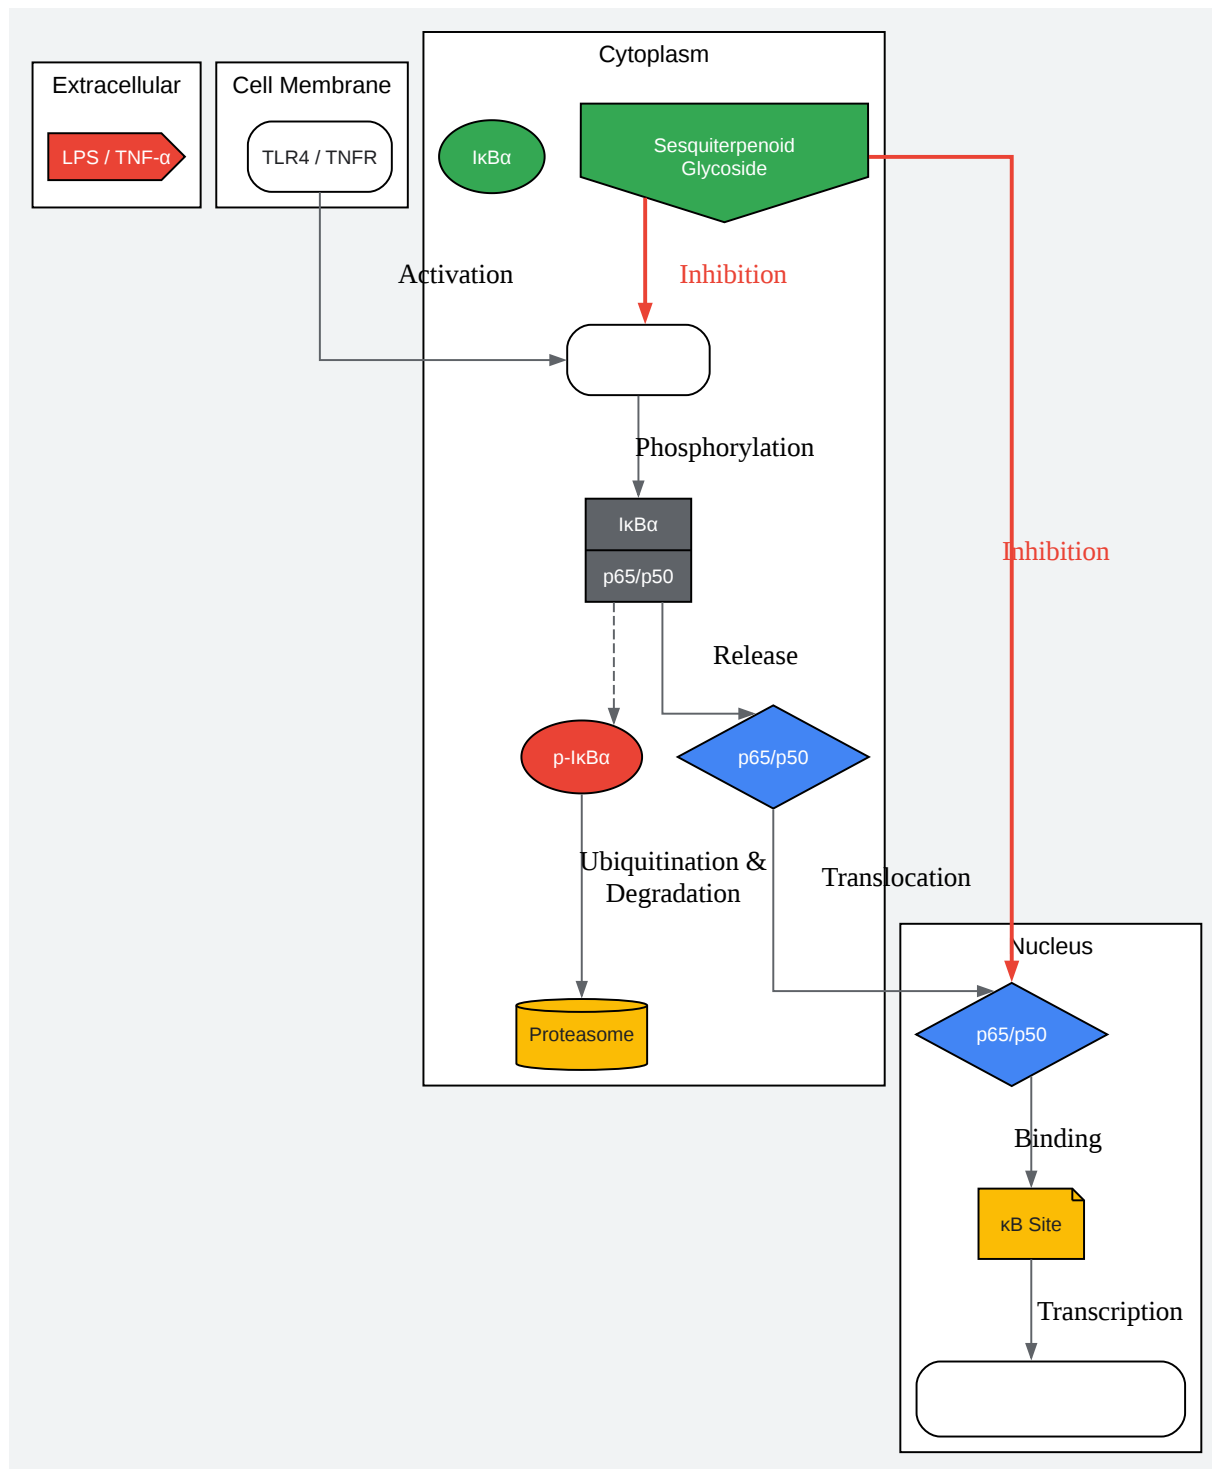 Cytoplasm
Extracellular
Cell Membrane
LPS / TNF-α
TLR4 / TNFR
IκBα
Sesquiterpenoid
Glycoside
Activation
Inhibition
Phosphorylation
IκBα
p65/p50
Inhibition
Release
p-IκBα
p65/p50
Ubiquitination &
Degradation
Translocation
Nucleus
Proteasome
p65/p50
Binding
κB Site
Transcription